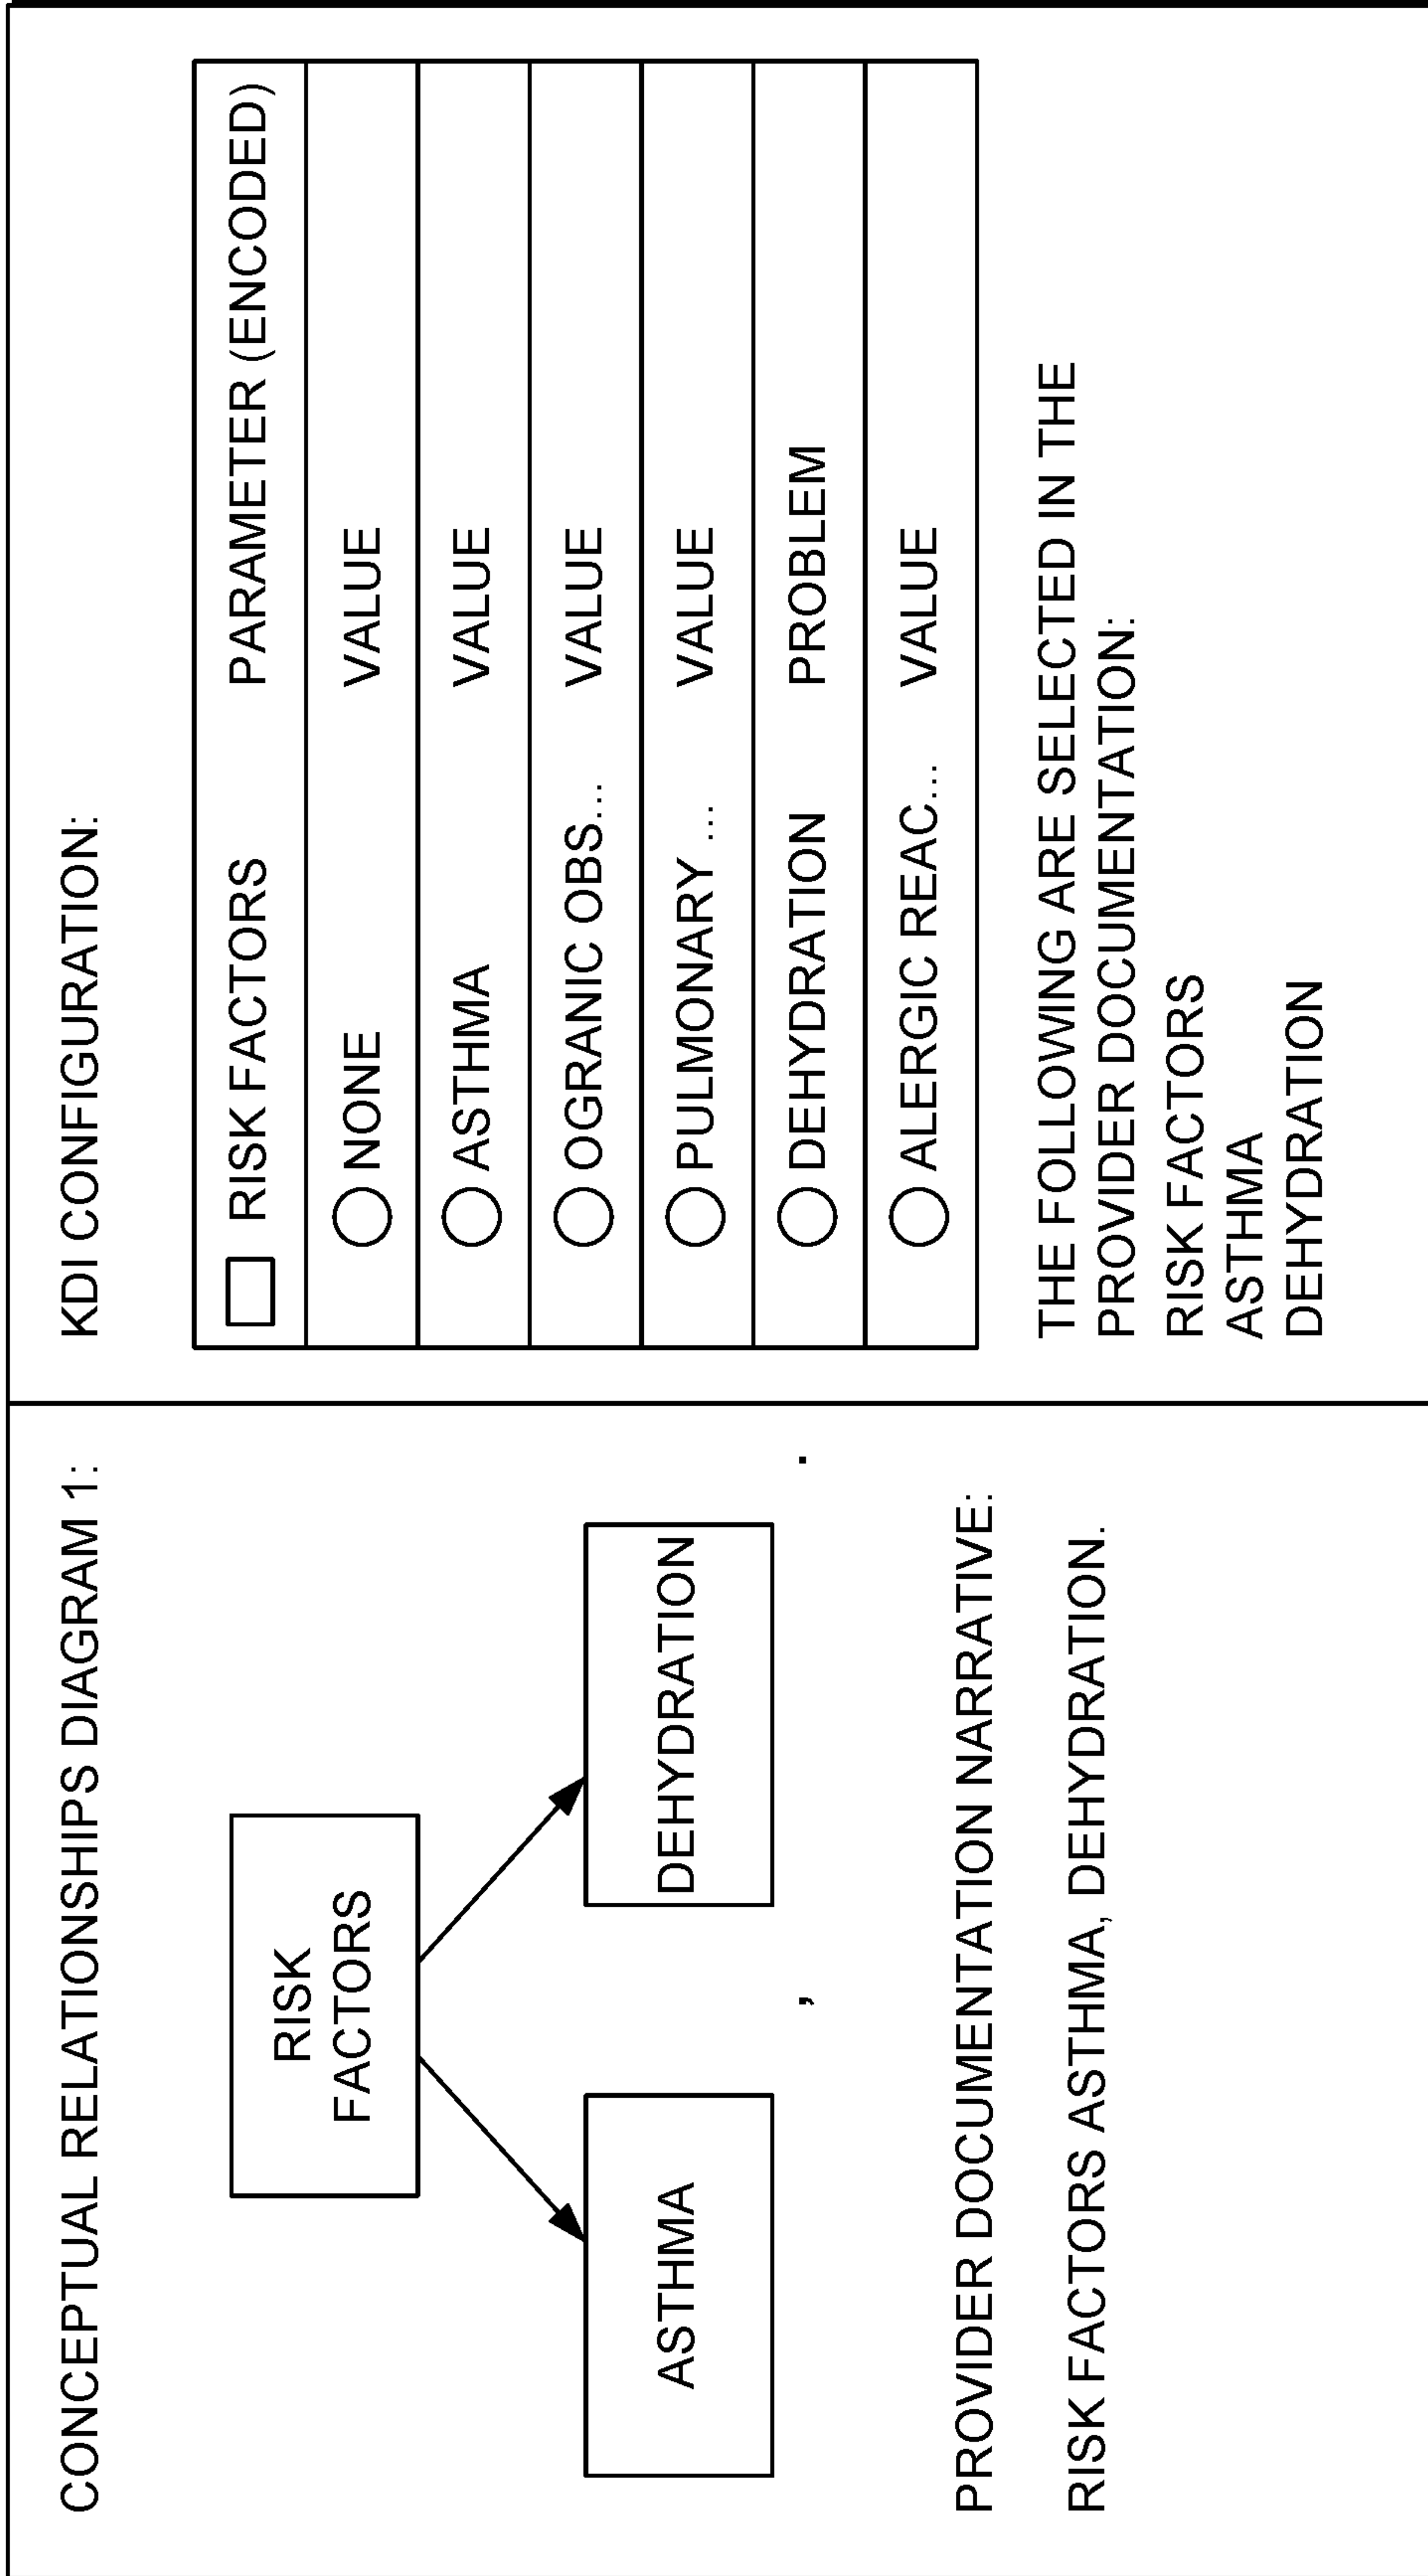 CONCEPTUAL RELATIONSHIPS DIAGRAM 1:
RISK
FACTORS
ASTHMA
DEHYDRATION
, .
PROVIDER DOCUMENTATION NARRATIVE:
RISK FACTORS ASTHMA, DEHYDRATION.
KDI CONFIGURATION:
RISK FACTORS PARAMETER (ENCODED)
NONE VALUE
ASTHMA VALUE
OGRANIC OBS... VALUE
PULMONARY ... VALUE
DEHYDRATION PROBLEM
ALERGIC REAC... VALUE
THE FOLLOWING ARE SELECTED IN THE
PROVIDER DOCUMENTATION:
RISK FACTORS
ASTHMA
DEHYDRATION